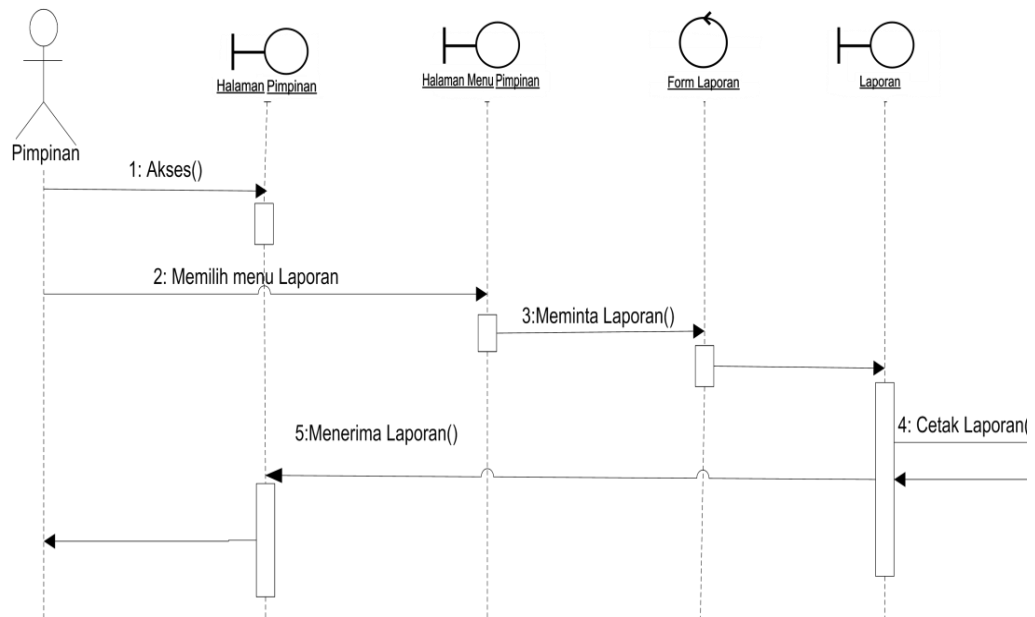 Halaman Pimpinan
Halaman Menu Pimpinan
Form Laporan
Laporan
Pimpinan
1: Akses()
2: Memilih menu Laporan
3:Meminta Laporan()
4: Cetak Laporan(
5:Menerima Laporan()